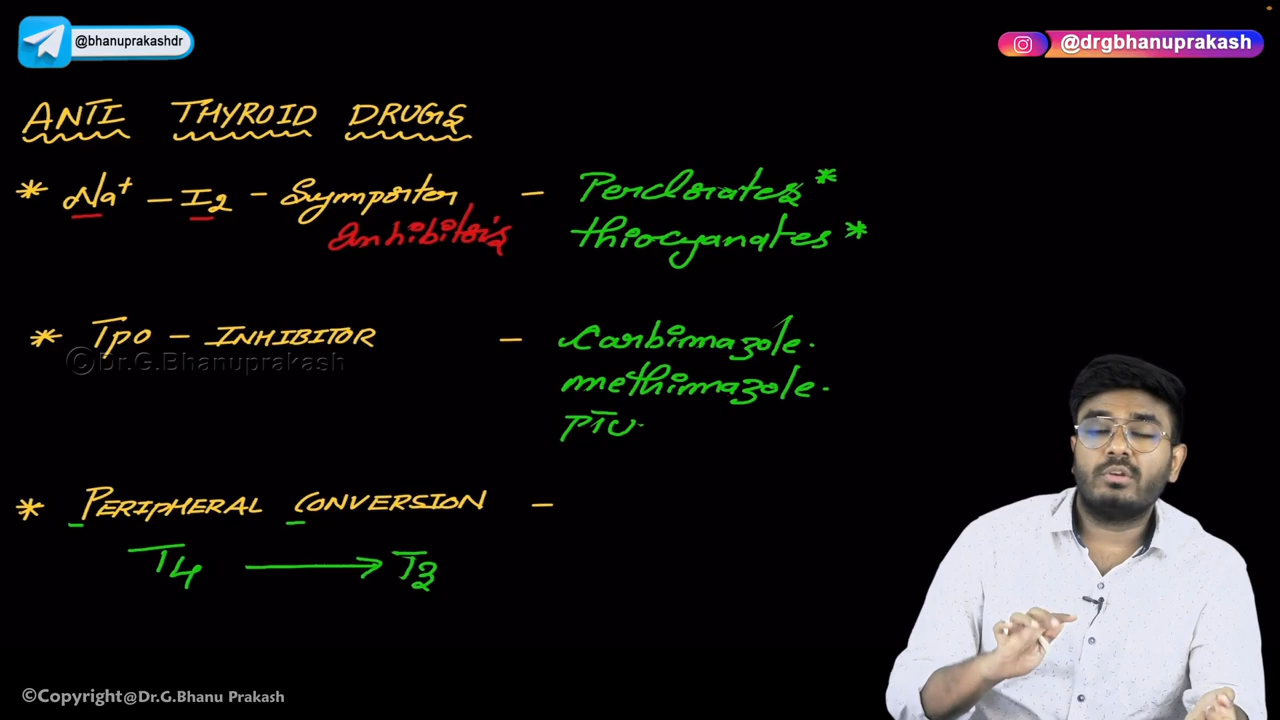 @bhanuprakashdr
@drgbhanuprakash
ANTI THYROID DRUGS
* Na+ - I2 - Symporter - Perclorates *
Inhibitors thiocyanates *
* TPO - INHIBITOR - Carbimazole.
©Dr.G.Bhanuprakash
methimazole.
PTU.
* PERIPHERAL CONVERSION -
T4 → T3
©Copyright@Dr.G.Bhanu Prakash